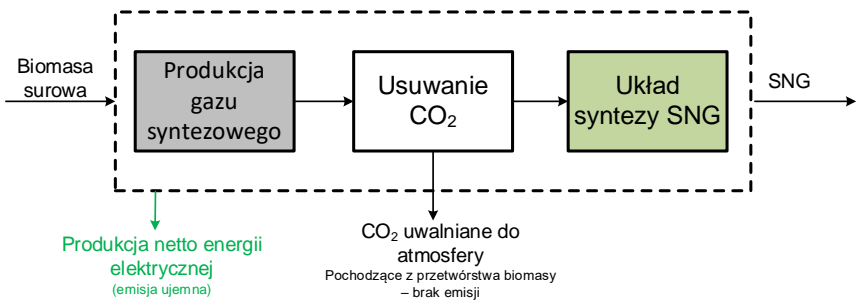 Biomasa
surowa
Produkcja
gazu
syntezowego
Usuwanie
CO₂
Układ
syntezy SNG
SNG
Produkcja netto energii
elektrycznej
(emisja ujemna)
CO₂ uwalniane do
atmosfery
Pochodzące z przetwórstwa biomasy
– brak emisji